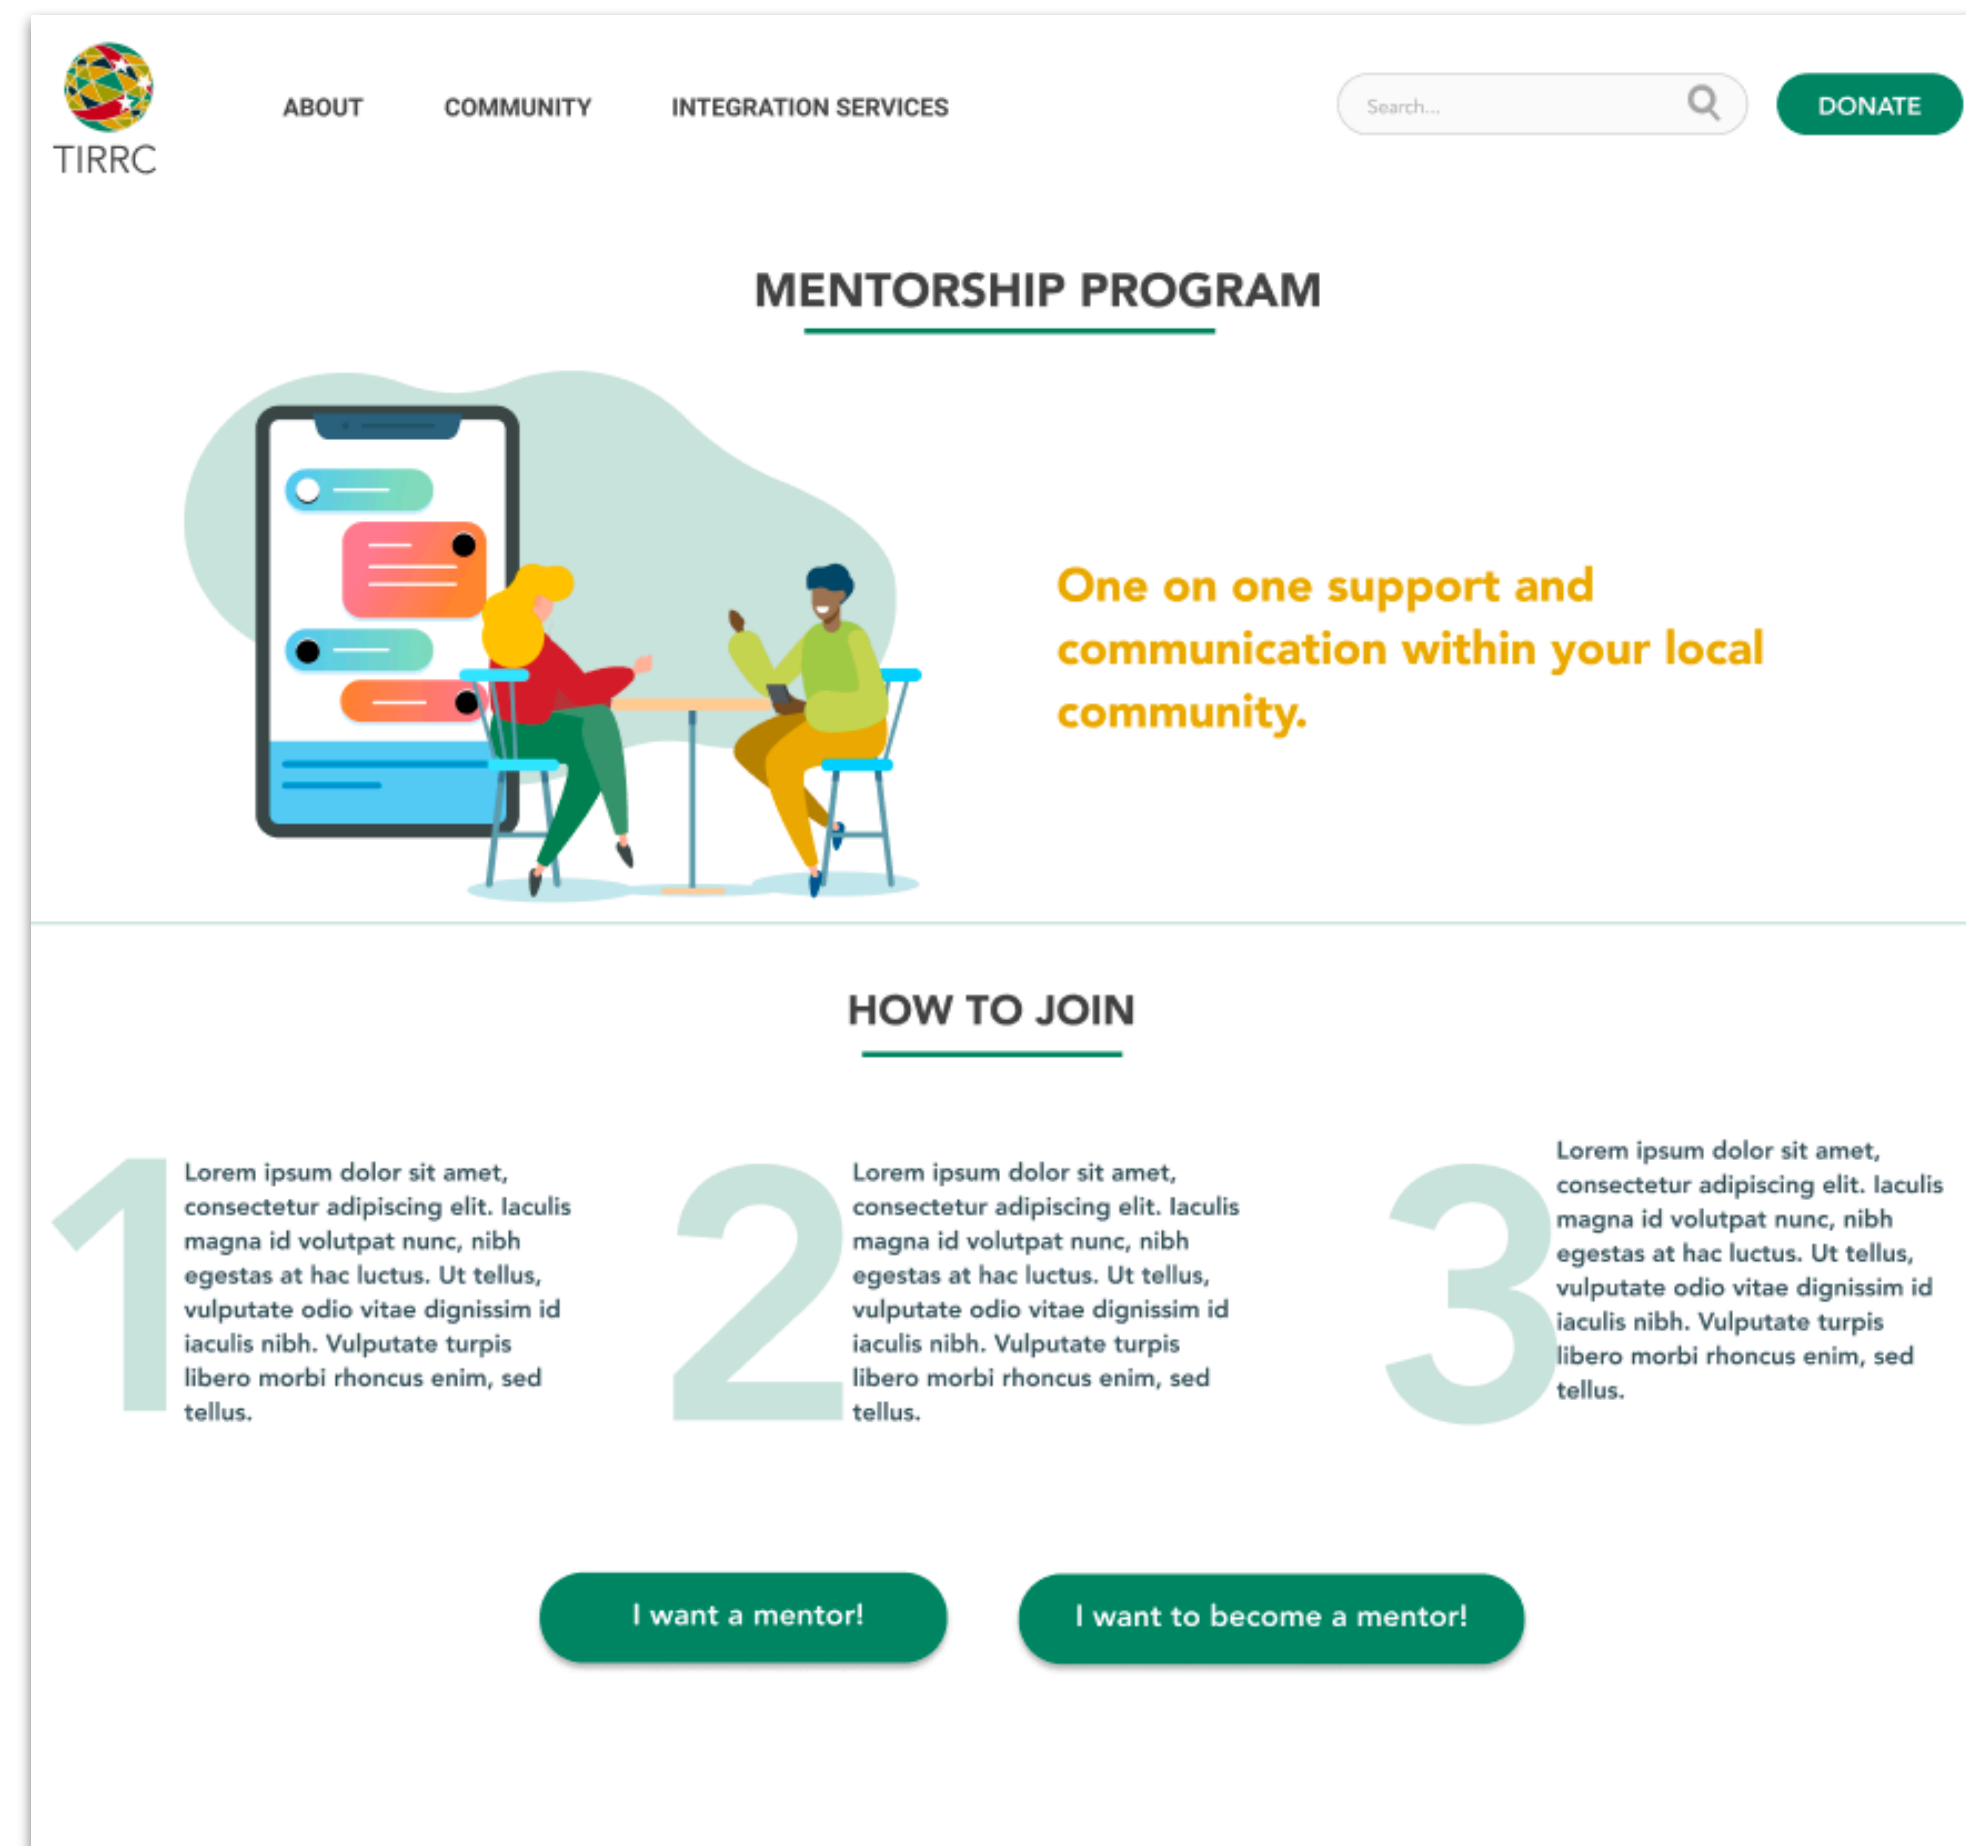 TIRRC
ABOUT
COMMUNITY
INTEGRATION SERVICES
Search...
DONATE
MENTORSHIP PROGRAM
One on one support and
communication within your local
community.
HOW TO JOIN
1
Lorem ipsum dolor sit amet,
consectetur adipiscing elit. Iaculis
magna id volutpat nunc, nibh
egestas at hac luctus. Ut tellus,
vulputate odio vitae dignissim id
iaculis nibh. Vulputate turpis
libero morbi rhoncus enim, sed
tellus.
2
Lorem ipsum dolor sit amet,
consectetur adipiscing elit. Iaculis
magna id volutpat nunc, nibh
egestas at hac luctus. Ut tellus,
vulputate odio vitae dignissim id
iaculis nibh. Vulputate turpis
libero morbi rhoncus enim, sed
tellus.
3
Lorem ipsum dolor sit amet,
consectetur adipiscing elit. Iaculis
magna id volutpat nunc, nibh
egestas at hac luctus. Ut tellus,
vulputate odio vitae dignissim id
iaculis nibh. Vulputate turpis
libero morbi rhoncus enim, sed
tellus.
I want a mentor!
I want to become a mentor!